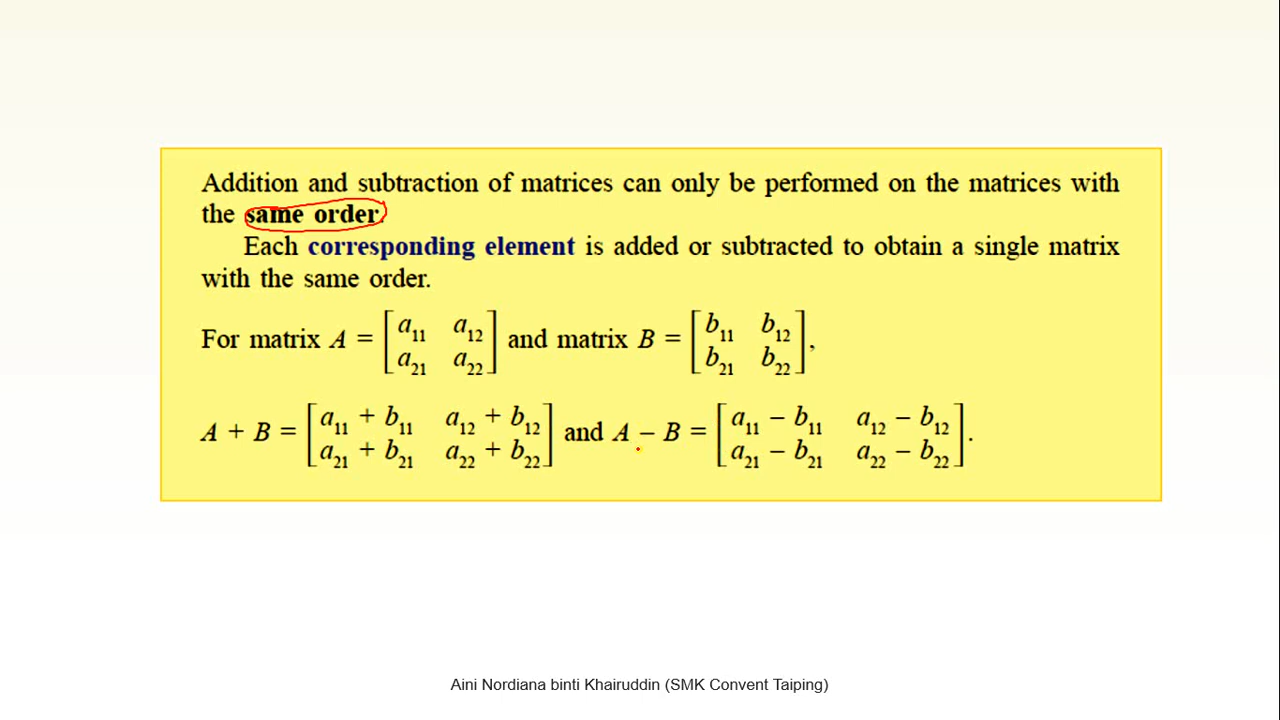 Addition and subtraction of matrices can only be performed on the matrices with
the same order.
Each corresponding element is added or subtracted to obtain a single matrix
with the same order.
For matrix A = [a₁₁ a₁₂ a₂₁ a₂₂] and matrix B = [b₁₁ b₁₂ b₂₁ b₂₂],
A + B = [a₁₁ + b₁₁ a₁₂ + b₁₂ a₂₁ + b₂₁ a₂₂ + b₂₂] and A − B = [a₁₁ − b₁₁ a₁₂ − b₁₂ a₂₁ − b₂₁ a₂₂ − b₂₂].
Aini Nordiana binti Khairuddin (SMK Convent Taiping)